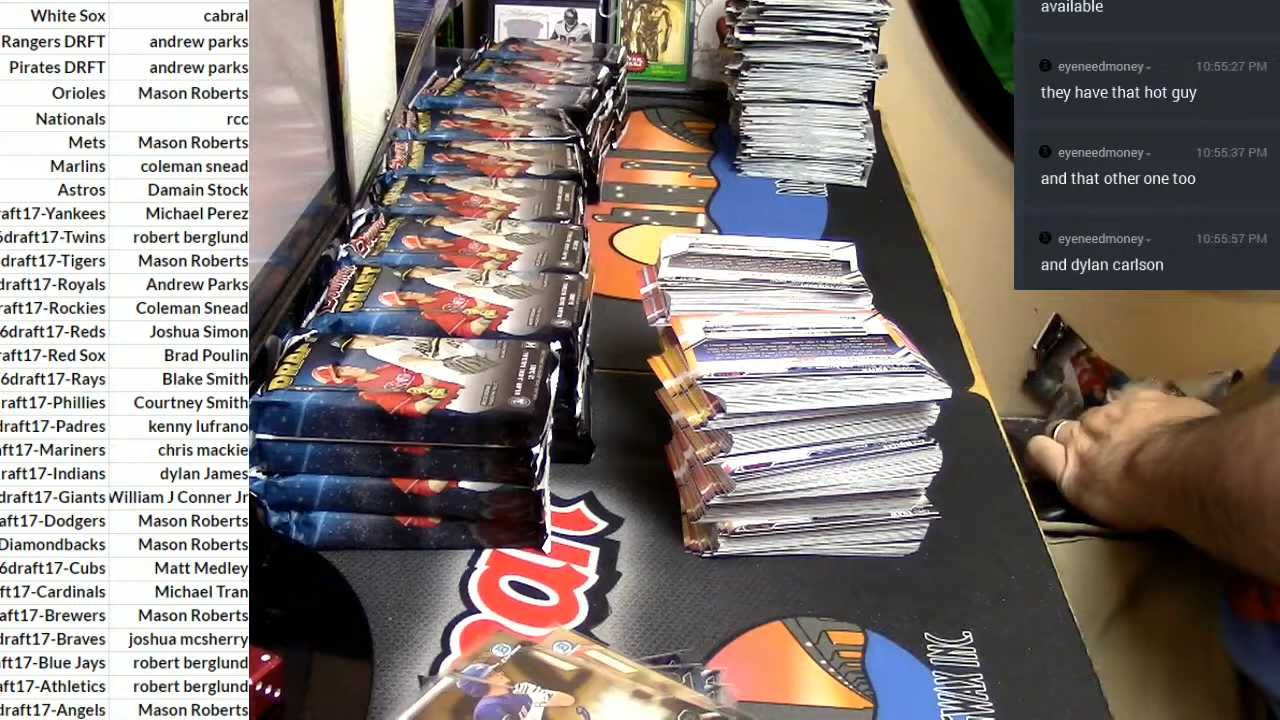 White Sox cabral
Rangers DRFT andrew parks
Pirates DRFT andrew parks
Orioles Mason Roberts
Nationals rcc
Mets Mason Roberts
Marlins coleman snead
Astros Damain Stock
raft17-Yankees Michael Perez
6draft17-Twins robert berglund
draft17-Tigers Mason Roberts
draft17-Royals Andrew Parks
raft17-Rockies Coleman Snead
6draft17-Reds Joshua Simon
raft17-Red Sox Brad Poulin
6draft17-Rays Blake Smith
raft17-Phillies Courtney Smith
draft17-Padres kenny lufrano
raft17-Mariners chris mackie
raft17-Indians dylan James
draft17-Giants William J Conner Jr
aft17-Dodgers Mason Roberts
Diamondbacks Mason Roberts
6draft17-Cubs Matt Medley
ft17-Cardinals Michael Tran
raft17-Brewers Mason Roberts
draft17-Braves joshua mcsherry
ft17-Blue Jays robert berglund
aft17-Athletics robert berglund
draft17-Angels Mason Roberts
available
eyeneedmoney- 10:55:27 PM
they have that hot guy
eyeneedmoney- 10:55:37 PM
and that other one too
eyeneedmoney- 10:55:57 PM
and dylan carlson
DRAFT
WAX INC